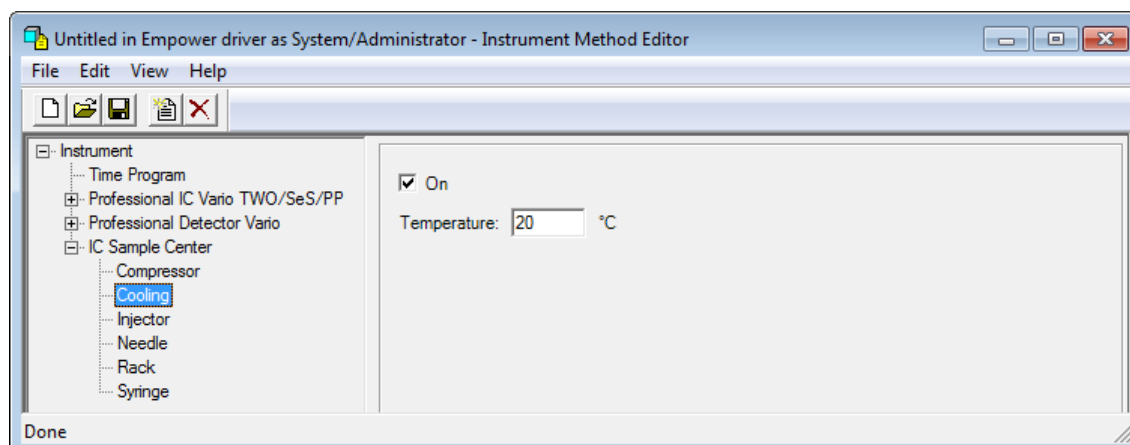 Untitled in Empower driver as System/Administrator - Instrument Method Editor
File Edit View Help
Instrument
Time Program
Professional IC Vario TWO/SeS/PP
Professional Detector Vario
IC Sample Center
Compressor
Cooling
Injector
Needle
Rack
Syringe
On
Temperature: 20 °C
Done